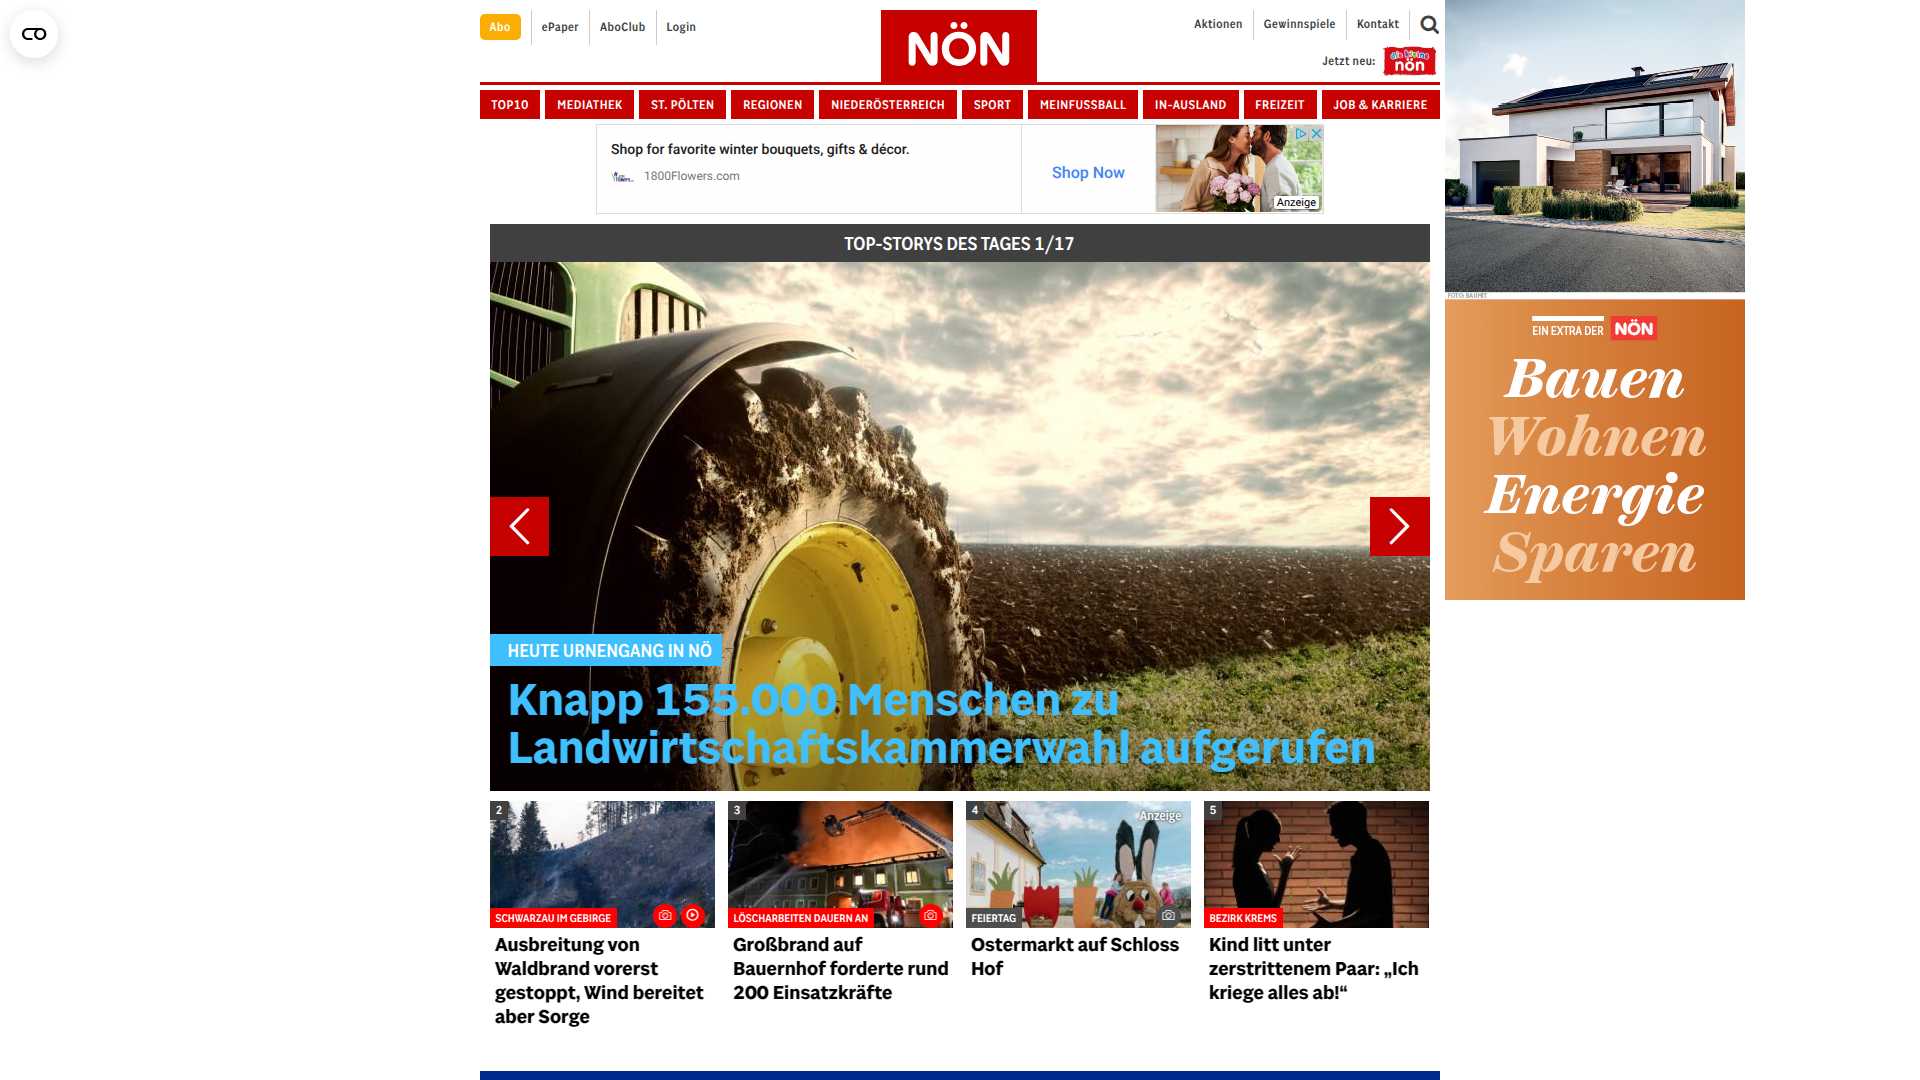 Abo
ePaper
AboClub
Login
NÖN
Aktionen
Gewinnspiele
Kontakt
Jetzt neu:
die kleine
nön
TOP10
MEDIATHEK
ST. PÖLTEN
REGIONEN
NIEDERÖSTERREICH
SPORT
MEINFUSSBALL
IN-AUSLAND
FREIZEIT
JOB & KARRIERE
Shop for favorite winter bouquets, gifts & décor.
1800Flowers.com
Shop Now
Anzeige
TOP-STORYS DES TAGES 1/17
HEUTE URNENGANG IN NÖ
Knapp 155.000 Menschen zu
Landwirtschaftskammerwahl aufgerufen
2
SCHWARZAU IM GEBIRGE
Ausbreitung von
Waldbrand vorerst
gestoppt, Wind bereitet
aber Sorge
3
LÖSCHARBEITEN DAUERN AN
Großbrand auf
Bauernhof forderte rund
200 Einsatzkräfte
4
Anzeige
FEIERTAG
Ostermarkt auf Schloss
Hof
5
BEZIRK KREMS
Kind litt unter
zerstrittenem Paar: „Ich
kriege alles ab!“
FOTO: BAUMIT
EIN EXTRA DER NÖN
Bauen
Wohnen
Energie
Sparen